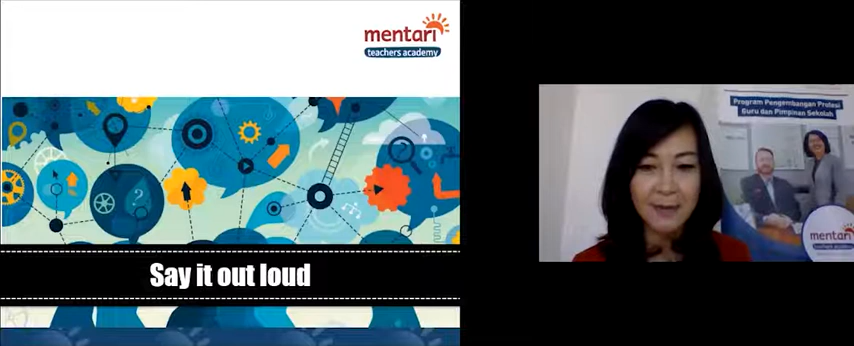 mentari
teachers academy
Say it out loud
Program Pengembangan Profesi
Guru dan Pimpinan Sekolah
mentari
teachers academy